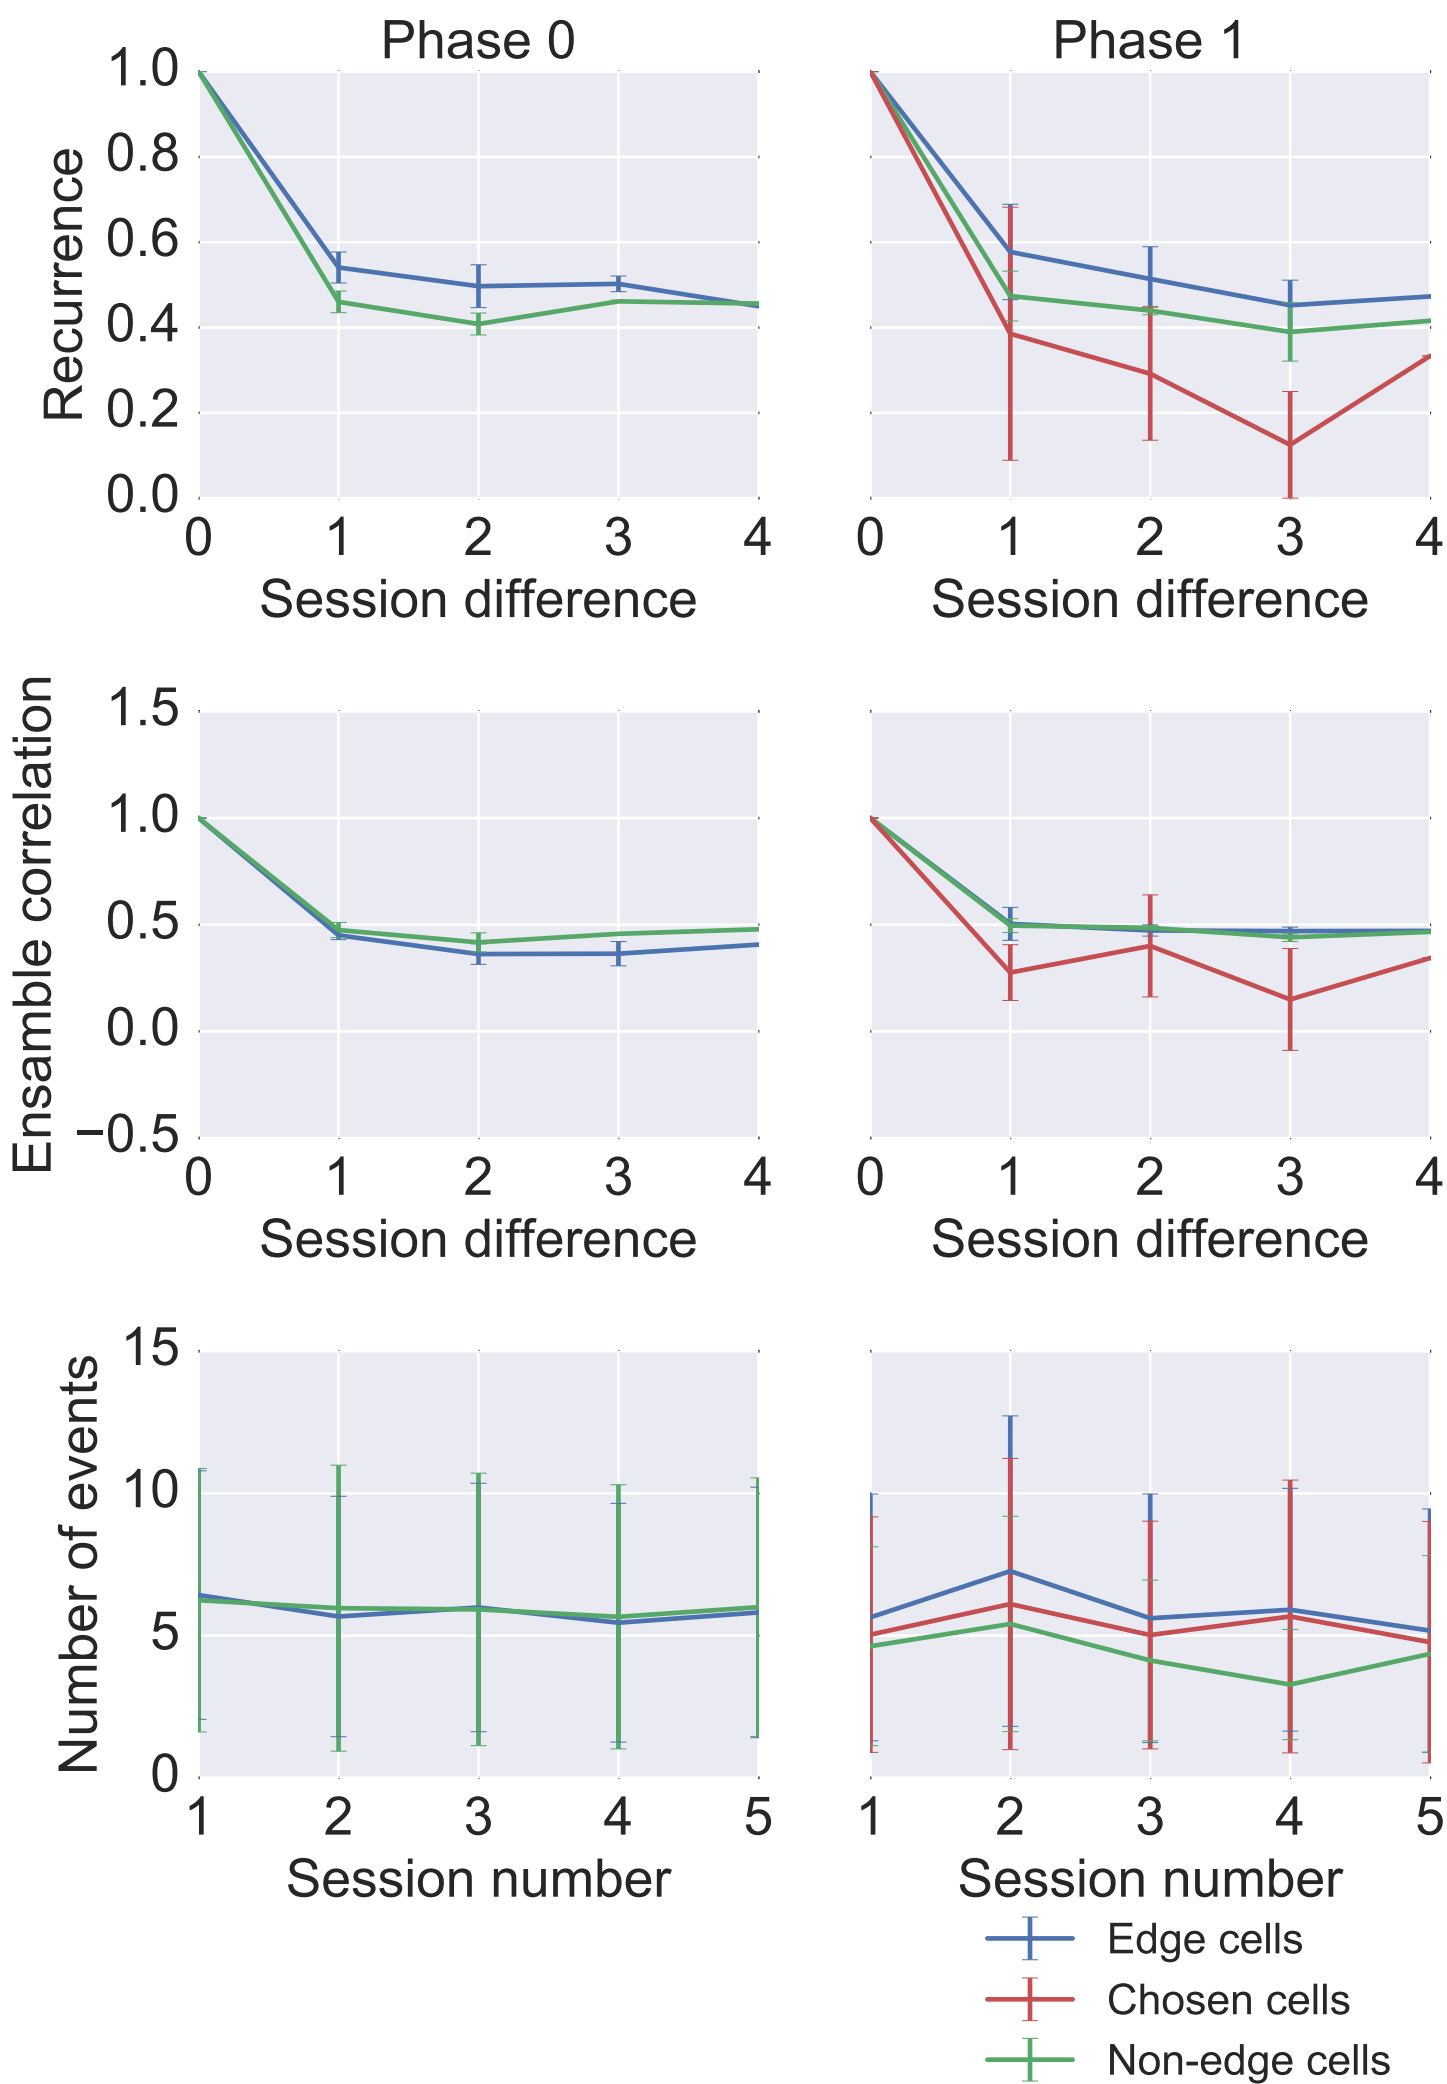 Phase 0
Phase 1
Recurrence
1.0
0.8
0.6
0.4
0.2
0.0
0 1 2 3 4
0 1 2 3 4
Session difference
Session difference
Ensamble correlation
1.5
1.0
0.5
0.0
−0.5
0 1 2 3 4
0 1 2 3 4
Session difference
Session difference
Number of events
15
10
5
0
1 2 3 4 5
1 2 3 4 5
Session number
Session number
Edge cells
Chosen cells
Non-edge cells